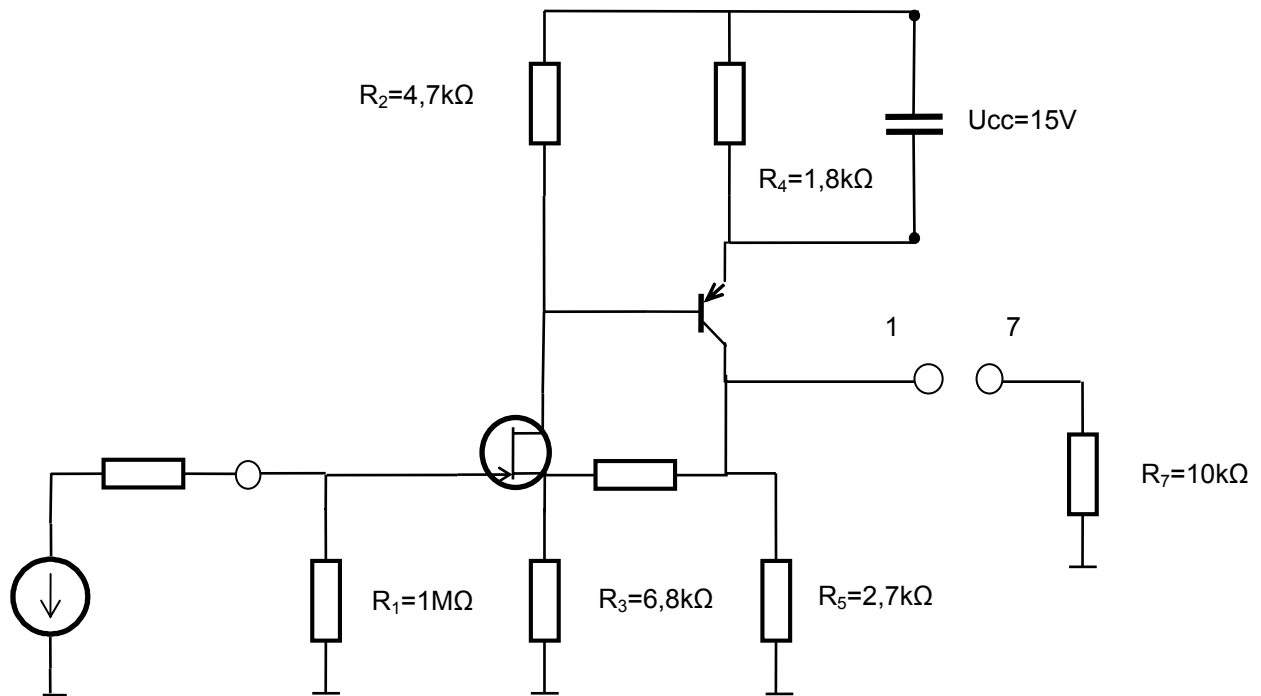 R₂=4,7kΩ
Ucc=15V
R₄=1,8kΩ
1 7
R₇=10kΩ
R₁=1MΩ
R₃=6,8kΩ
R₅=2,7kΩ